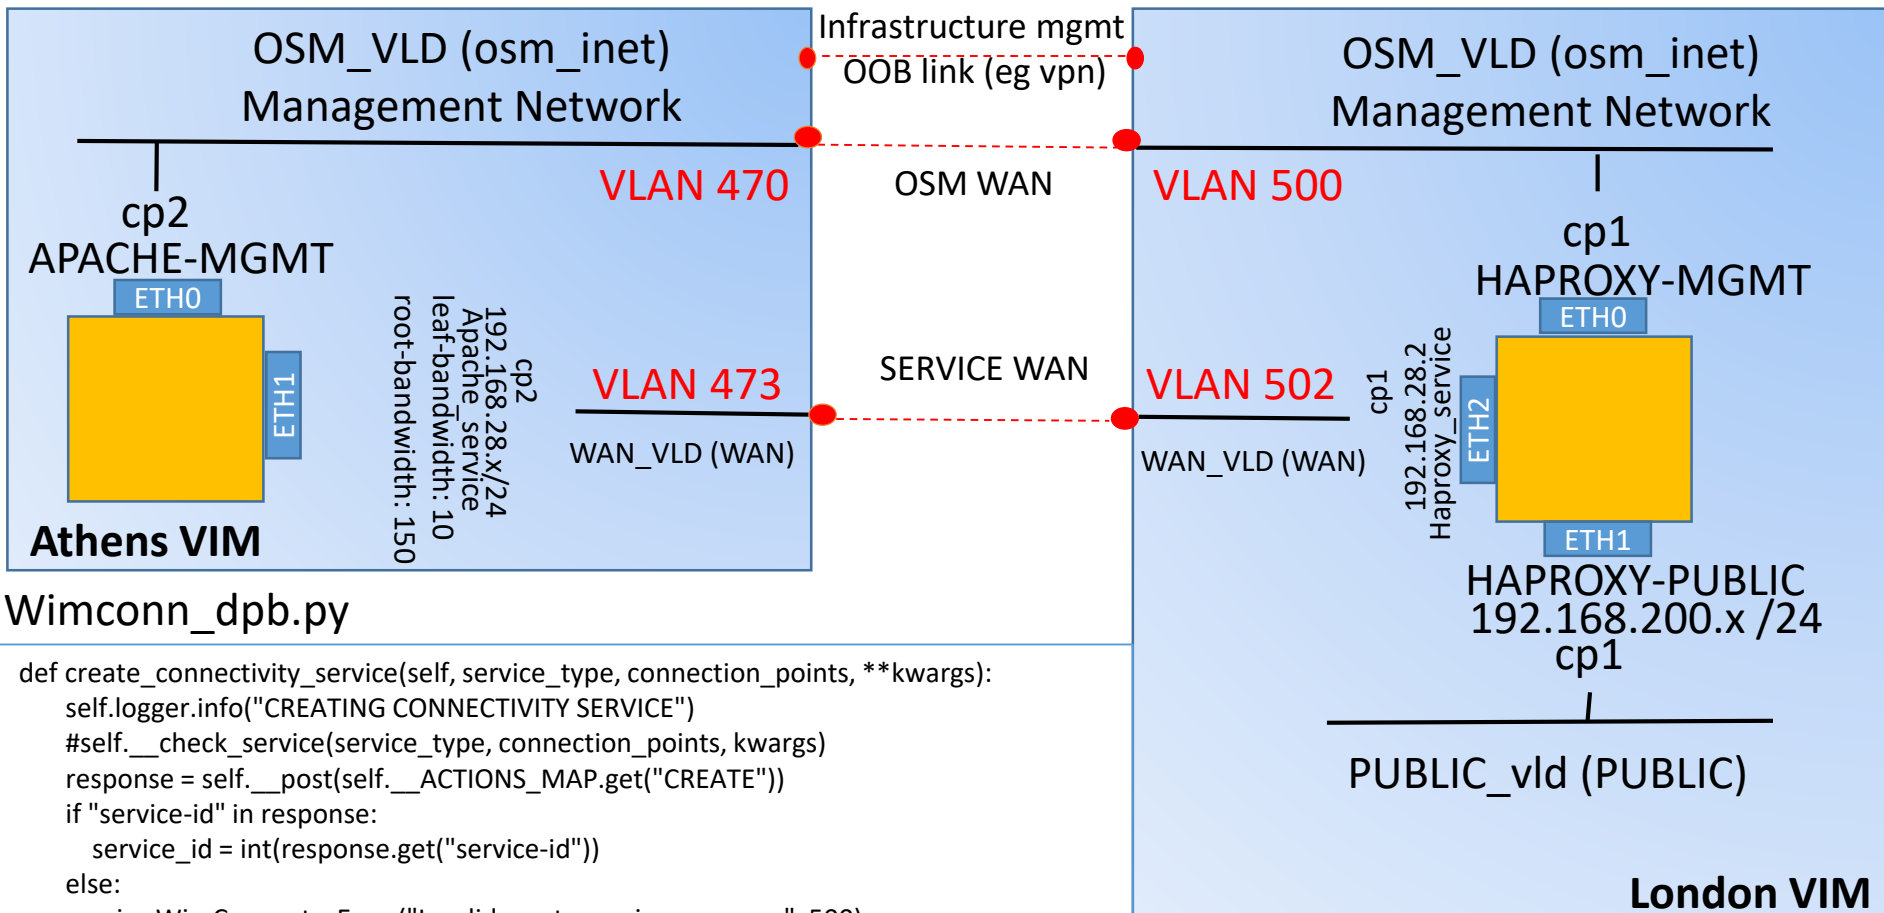 OSM_VLD (osm_inet)
Management Network
VLAN 470
cp2
APACHE-MGMT
ETH0
ETH1
cp2
192.168.28.x/24
Apache_service
leaf-bandwidth: 10
root-bandwidth: 150
VLAN 473
WAN_VLD (WAN)
Athens VIM
Infrastructure mgmt
OOB link (eg vpn)
OSM WAN
SERVICE WAN
OSM_VLD (osm_inet)
Management Network
VLAN 500
cp1
HAPROXY-MGMT
ETH0
VLAN 502
WAN_VLD (WAN)
cp1
192.168.28.2
Haproxy_service
ETH2
ETH1
HAPROXY-PUBLIC
192.168.200.x /24
cp1
PUBLIC_vld (PUBLIC)
London VIM
Wimconn_dpb.py
def create_connectivity_service(self, service_type, connection_points, **kwargs):
self.logger.info("CREATING CONNECTIVITY SERVICE")
#self.__check_service(service_type, connection_points, kwargs)
response = self.__post(self.__ACTIONS_MAP.get("CREATE"))
if "service-id" in response:
service_id = int(response.get("service-id"))
else: